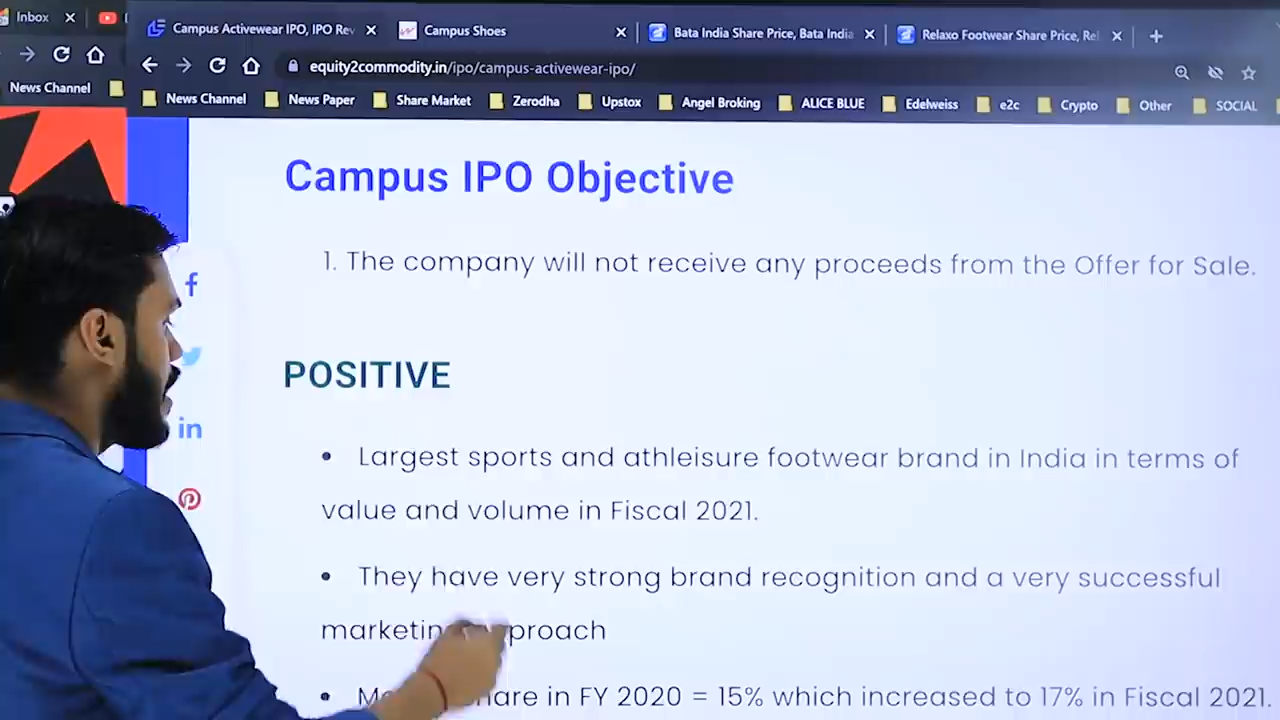 Inbox
Campus Activewear IPO, IPO Rev
Campus Shoes
Bata India Share Price, Bata India
Relaxo Footwear Share Price, Rel
equity2commodity.in/ipo/campus-activewear-ipo/
News Channel
News Channel
News Paper
Share Market
Zerodha
Upstox
Angel Broking
ALICE BLUE
Edelweiss
e2c
Crypto
Other
SOCIAL
Campus IPO Objective
1. The company will not receive any proceeds from the Offer for Sale.
POSITIVE
• Largest sports and athleisure footwear brand in India in terms of
value and volume in Fiscal 2021.
• They have very strong brand recognition and a very successful
marketing approach
• share in FY 2020 = 15% which increased to 17% in Fiscal 2021.